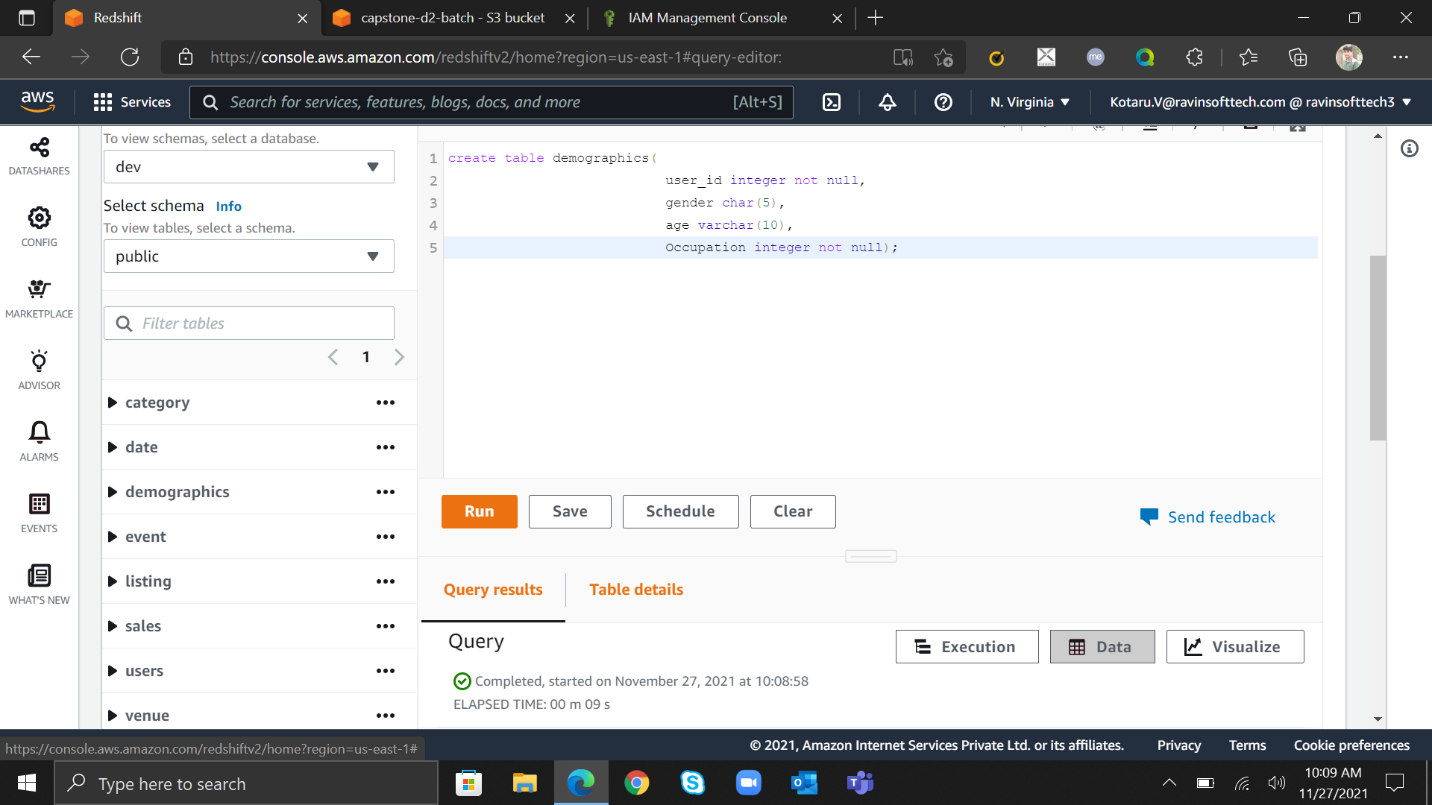 Redshift
capstone-d2-batch - S3 bucket
IAM Management Console
https://console.aws.amazon.com/redshiftv2/home?region=us-east-1#query-editor:
aws
Services
Search for services, features, blogs, docs, and more
[Alt+S]
N. Virginia
Kotaru.V@ravinsofttech.com @ ravinsofttech3
DATASHARES
CONFIG
MARKETPLACE
ADVISOR
ALARMS
EVENTS
WHAT'S NEW
To view schemas, select a database.
dev
Select schema Info
To view tables, select a schema.
public
Filter tables
1
category
date
demographics
event
listing
sales
users
venue
1 create table demographics(
2 user_id integer not null,
3 gender char(5),
4 age varchar(10),
5 Occupation integer not null);
Run
Save
Schedule
Clear
Send feedback
Query results
Table details
Query
Execution
Data
Visualize
Completed, started on November 27, 2021 at 10:08:58
ELAPSED TIME: 00 m 09 s
https://console.aws.amazon.com/redshiftv2/home?region=us-east-1#
© 2021, Amazon Internet Services Private Ltd. or its affiliates.
Privacy
Terms
Cookie preferences
Type here to search
10:09 AM
11/27/2021